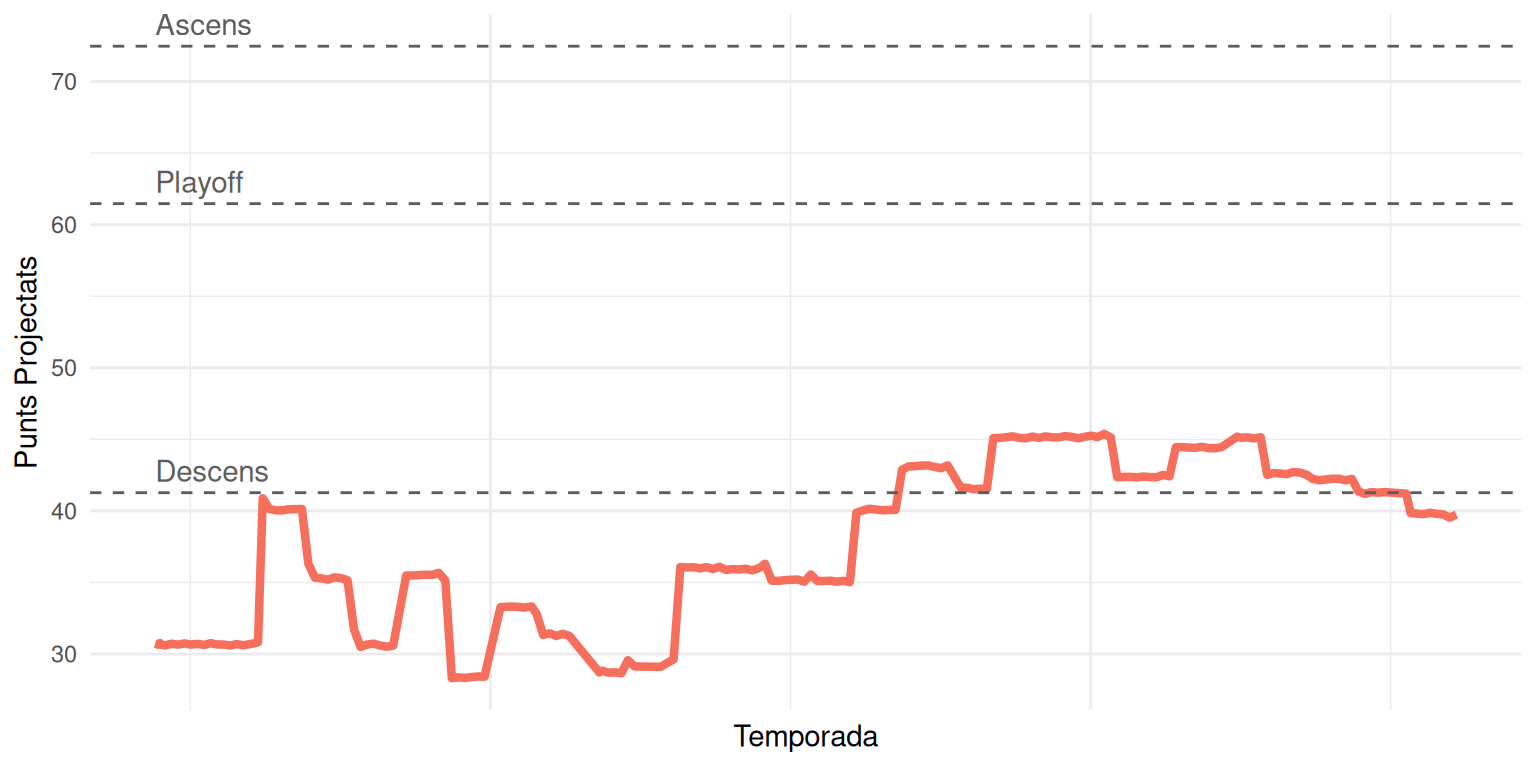 Ascens
70
Playoff
60
Punts Projectats
50
Descens
40
30
Temporada